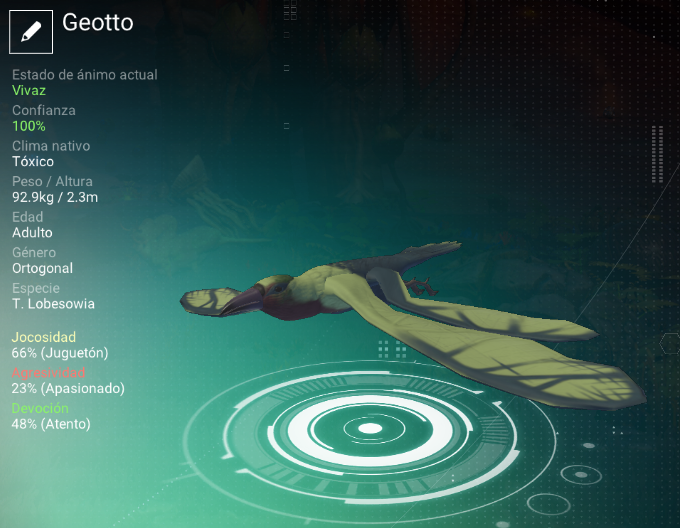 Geotto
Estado de ánimo actual
Vivaz
Confianza
100%
Clima nativo
Tóxico
Peso / Altura
92.9kg / 2.3m
Edad
Adulto
Género
Ortogonal
Especie
T. Lobesowia
Jocosidad
66% (Juguetón)
Agresividad
23% (Apasionado)
Devoción
48% (Atento)